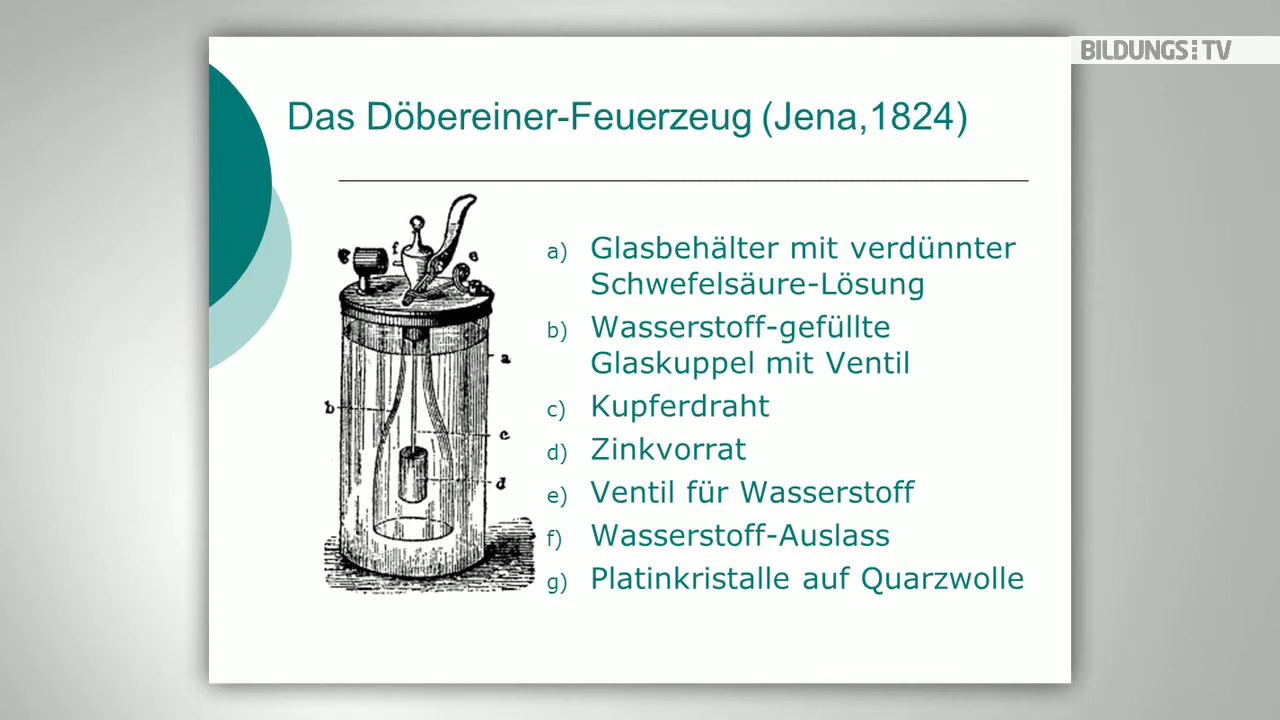 BILDUNGS TV
Das Döbereiner-Feuerzeug (Jena,1824)
g
f
e
a
b
c
d
a) Glasbehälter mit verdünnter
Schwefelsäure-Lösung
b) Wasserstoff-gefüllte
Glaskuppel mit Ventil
c) Kupferdraht
d) Zinkvorrat
e) Ventil für Wasserstoff
f) Wasserstoff-Auslass
g) Platinkristalle auf Quarzwolle